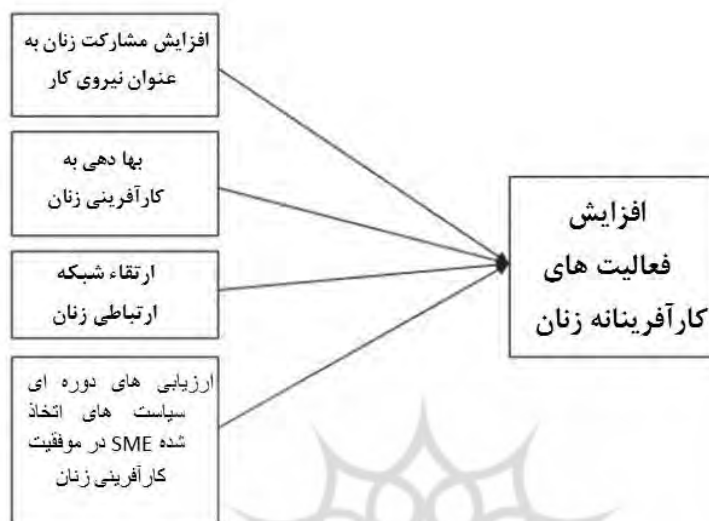 افزایش مشارکت زنان به
عنوان نیروی کار
بها دهی به
کارآفرینی زنان
ارتقاء شبکه
ارتباطی زنان
ارزیابی های دوره ای
سیاست های اتخاذ
شده SME در موفقیت
کارآفرینی زنان
افزایش
فعالیت های
کارآفرینانه زنان